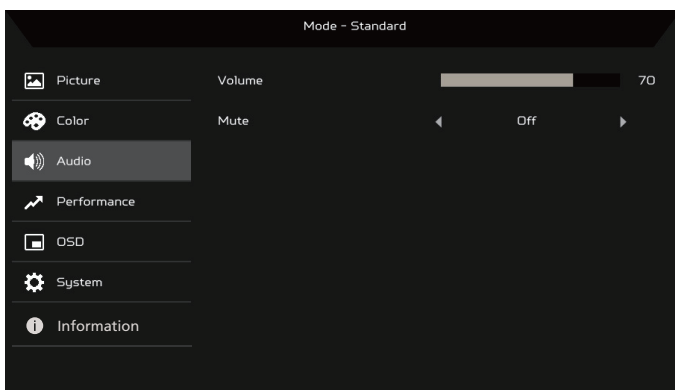 Mode - Standard
Picture
Volume 70
Color
Mute Off
Audio
Performance
OSD
System
Information